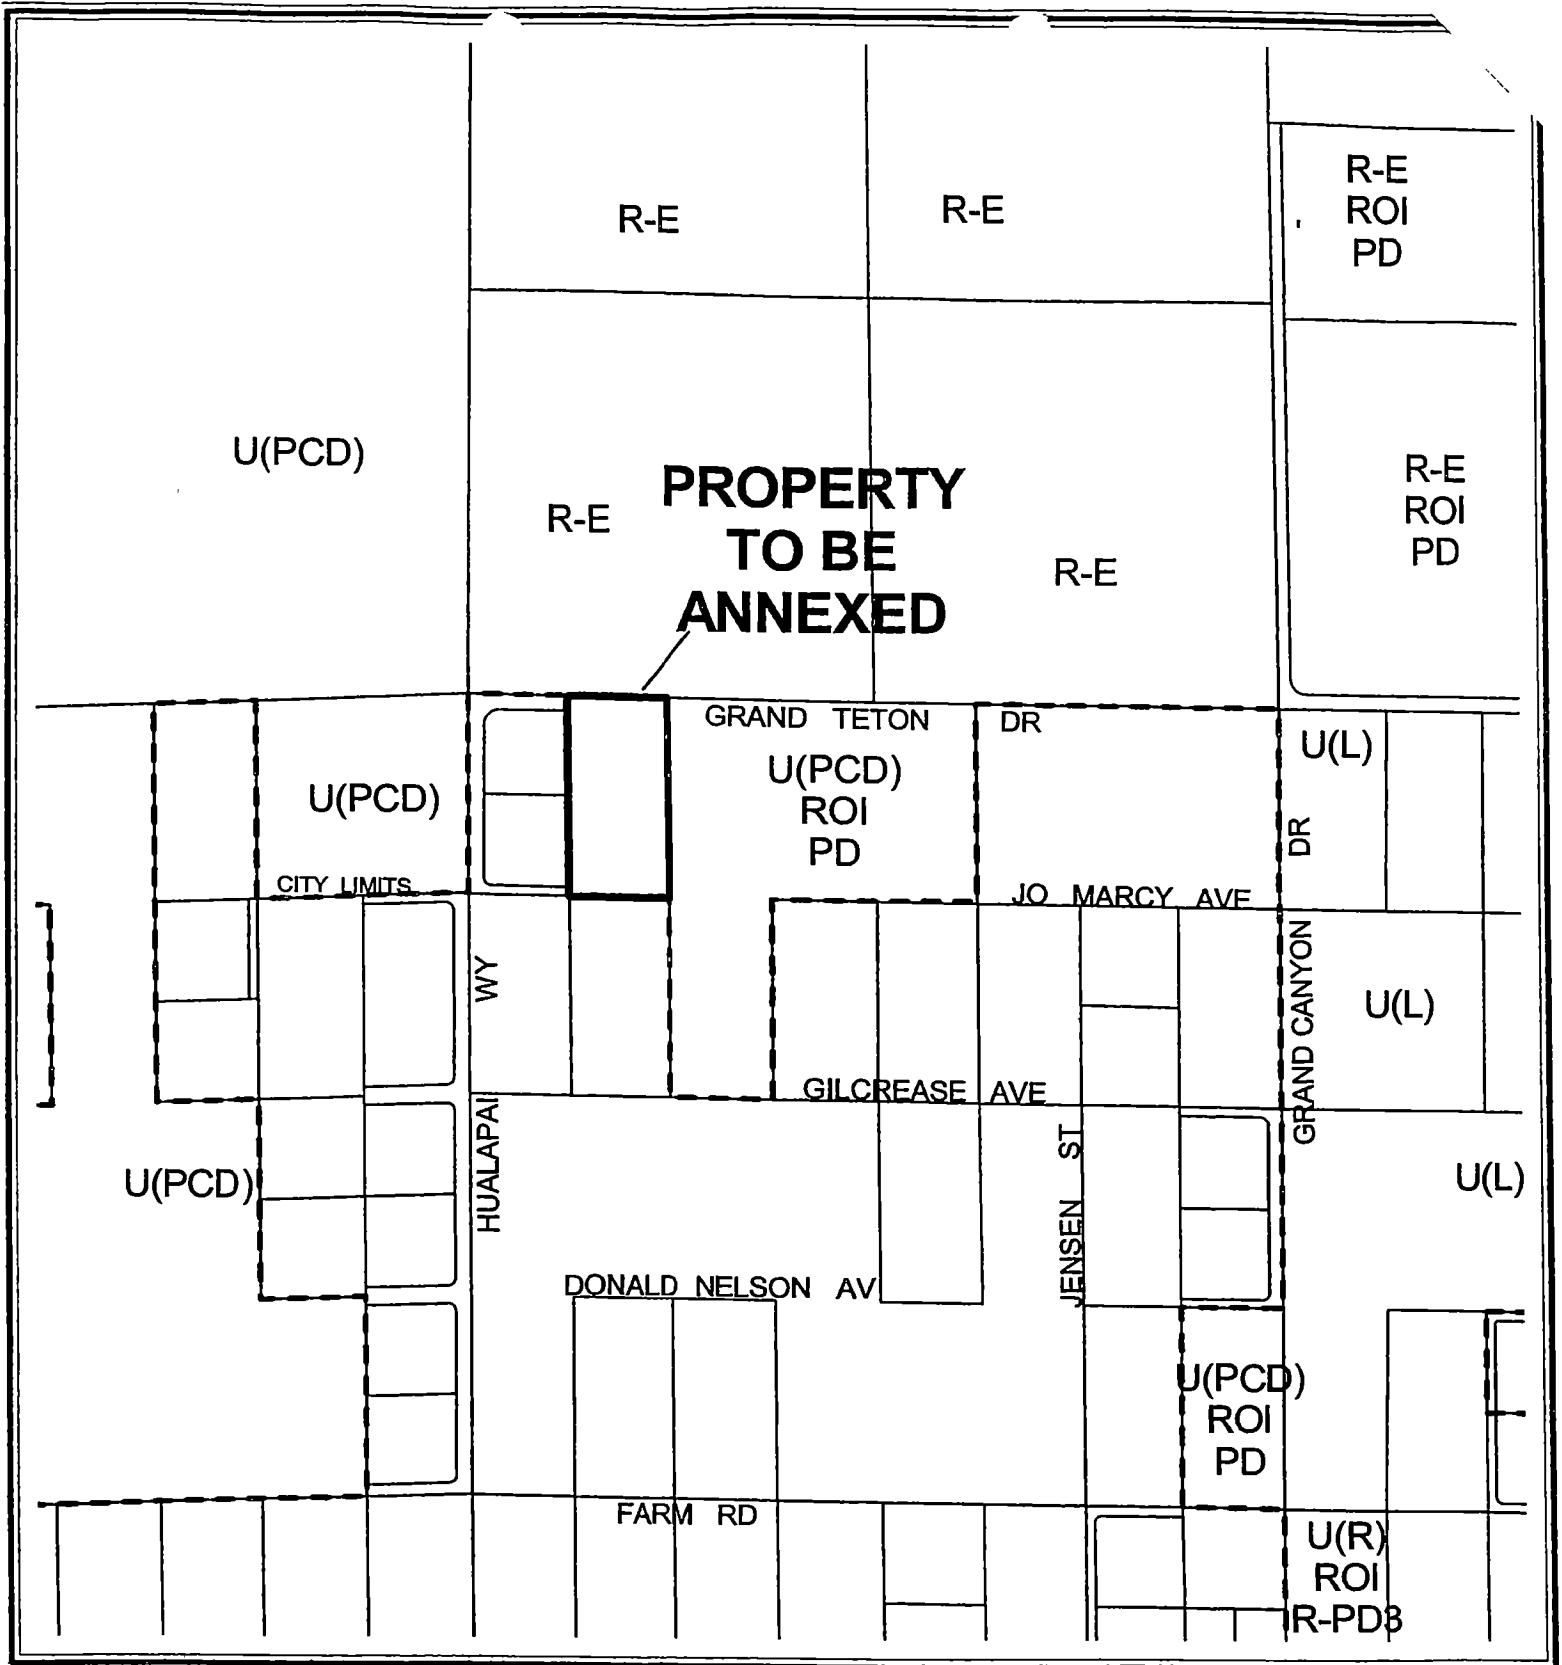 R-E
R-E
R-E
ROI
PD
U(PCD)
R-E
PROPERTY
TO BE
ANNEXED
R-E
R-E
ROI
PD
GRAND TETON DR
U(PCD)
U(PCD)
ROI
PD
U(L)
DR
CITY LIMITS
JO MARCY AVE
WY
GRAND CANYON
U(L)
GILCREASE AVE
HUALAPAI
JENSEN ST
U(PCD)
U(L)
DONALD NELSON AV
U(PCD)
ROI
PD
FARM RD
U(R)
ROI
R-PD3